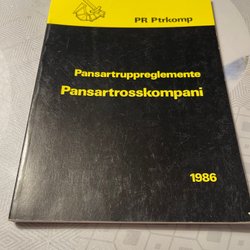 PR Ptrkomp
Pansartruppreglemente
Pansartrosskompani
1986